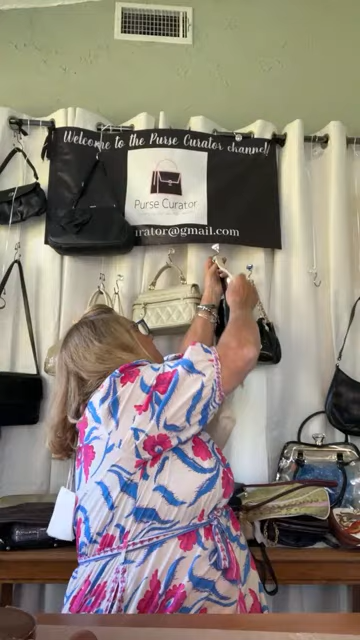 Welcome to the Purse Curator channel!
Purse Curator
urator@gmail.com